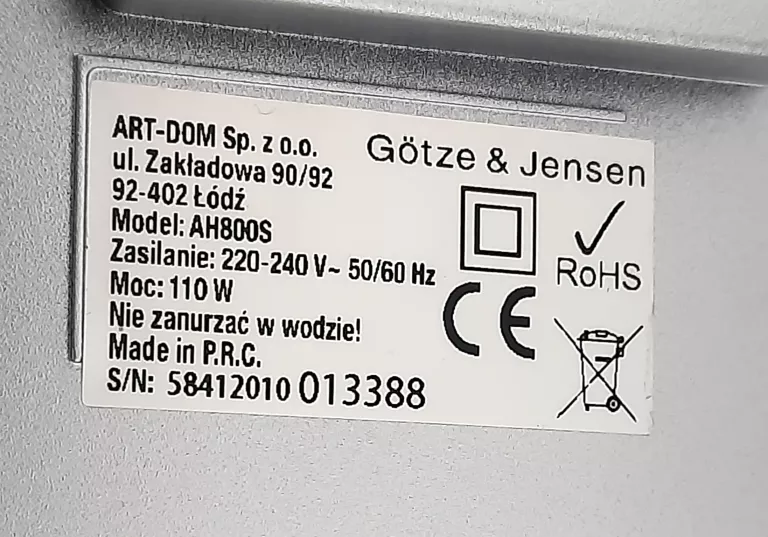 ART-DOM Sp. z o.o.
ul. Zakładowa 90/92
92-402 Łódź
Model: AH800S
Zasilanie: 220-240 V~ 50/60 Hz
Moc: 110 W
Nie zanurzać w wodzie!
Made in P.R.C.
S/N: 58412010 013388
Götze & Jensen
RoHS
CE